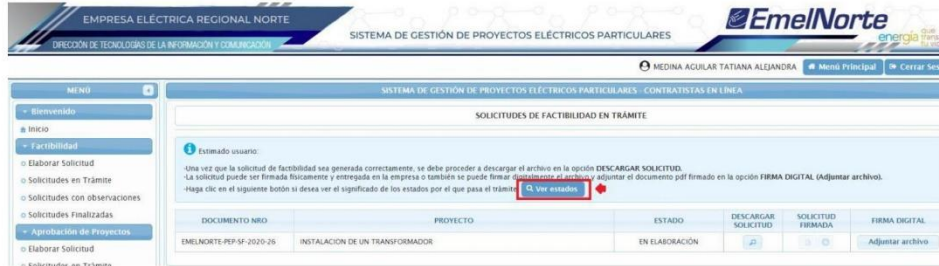 EMPRESA ELÉCTRICA REGIONAL NORTE
DIRECCIÓN DE TECNOLOGÍAS DE LA INFORMACIÓN Y COMUNICACIÓN
SISTEMA DE GESTIÓN DE PROYECTOS ELÉCTRICOS PARTICULARES
EmelNorte
energía que
MEDINA AGUILAR TATIANA ALEJANDRA Menú Principal Cerrar Ses
MENÚ
SISTEMA DE GESTIÓN DE PROYECTOS ELÉCTRICOS PARTICULARES - CONTRATISTAS EN LÍNEA
Bienvenido
Inicio
Factibilidad
Elaborar Solicitud
Solicitudes en Trámite
Solicitudes con observaciones
Solicitudes Finalizadas
Aprobación de Proyectos
Elaborar Solicitud
Solicitudes en Trámite
SOLICITUDES DE FACTIBILIDAD EN TRÁMITE
Estimado usuario:
-Una vez que la solicitud de factibilidad sea generada correctamente, se debe proceder a descargar el archivo en la opción DESCARGAR SOLICITUD.
-La solicitud puede ser firmada físicamente y entregada en la empresa o también se puede firmar digitalmente el archivo y adjuntar el documento pdf firmado en la opción FIRMA DIGITAL (Adjuntar archivo).
-Haga clic en el siguiente botón si desea ver el significado de los estados por el que pasa el trámite Ver estados
DOCUMENTO NRO PROYECTO ESTADO DESCARGAR SOLICITUD SOLICITUD FIRMADA FIRMA DIGITAL
EMELNORTE-PEP-SF-2020-26 INSTALACION DE UN TRANSFORMADOR EN ELABORACIÓN Adjuntar archivo